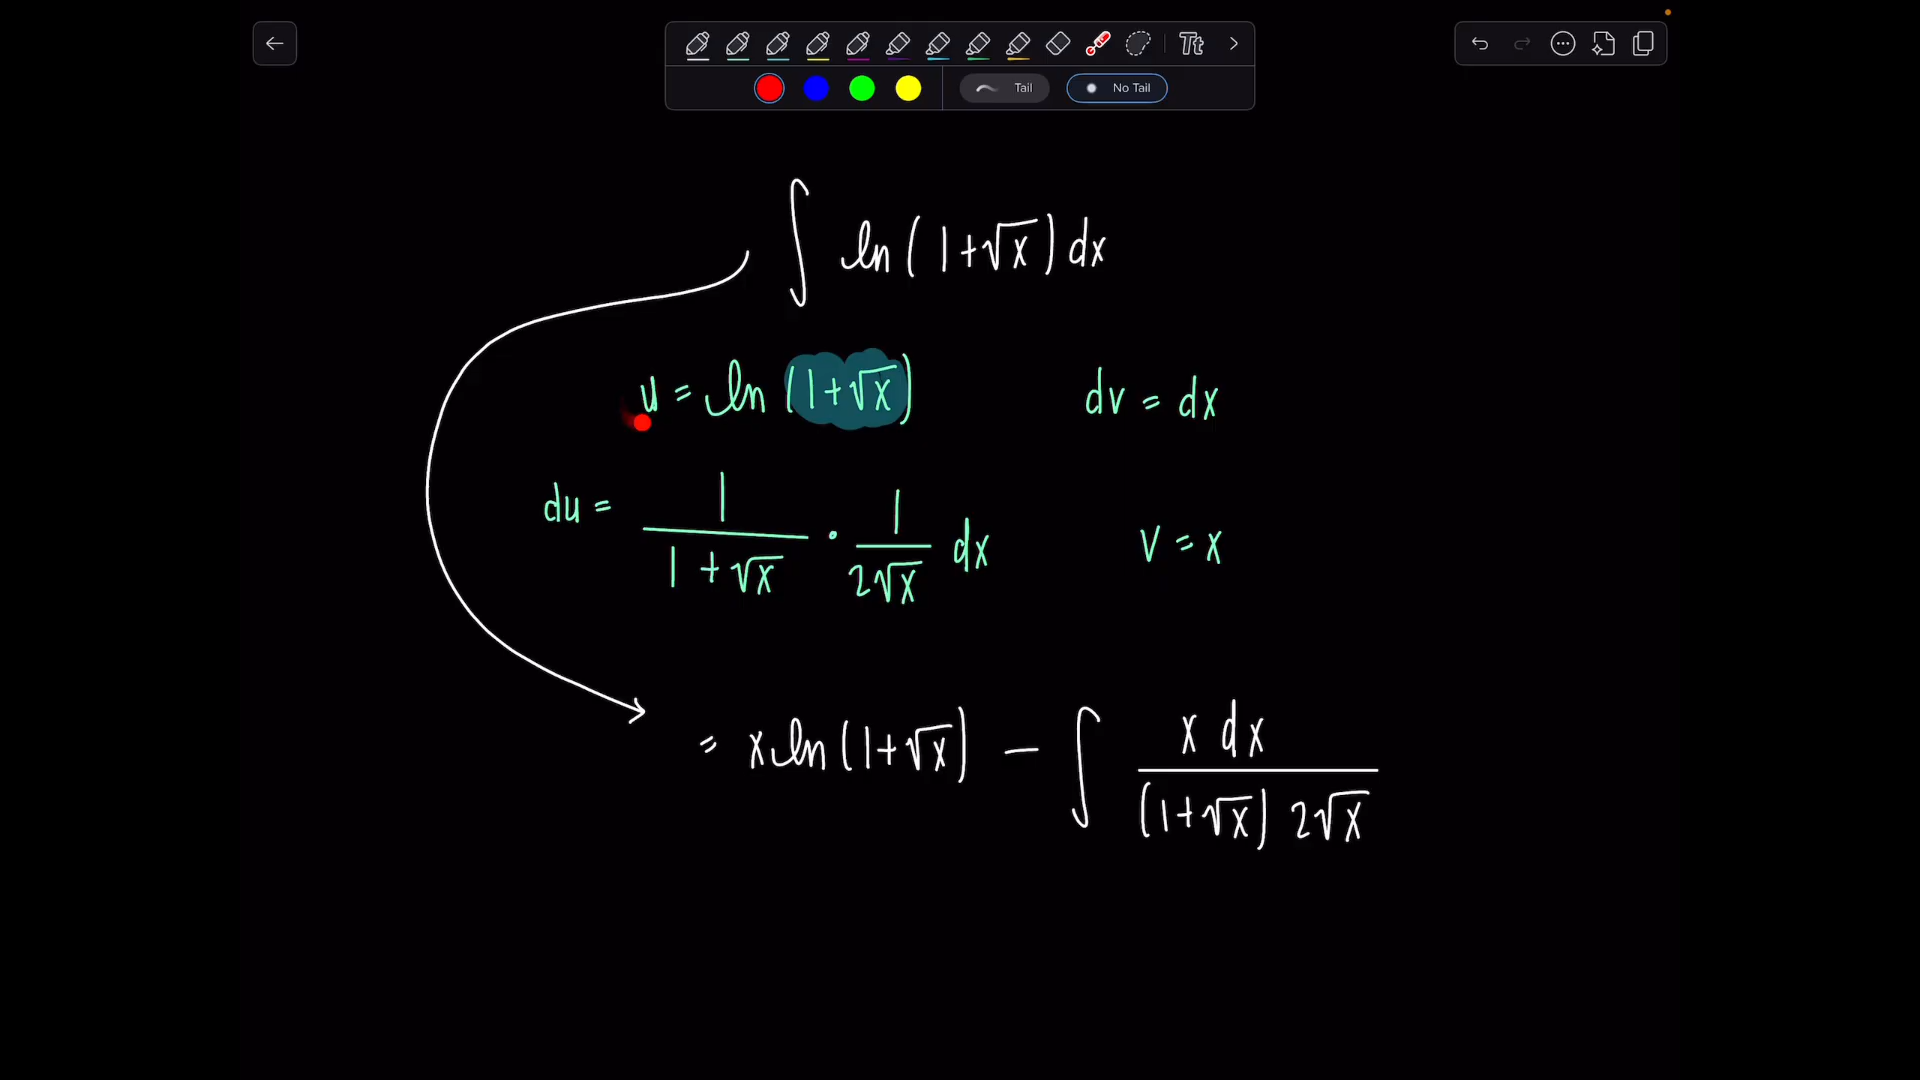 Tt
Tail No Tail
∫ ln(1+√x) dx
u = ln(1+√x) dv = dx
du = 1/(1+√x) · 1/(2√x) dx v = x
= x ln(1+√x) − ∫ x dx/((1+√x) 2√x)